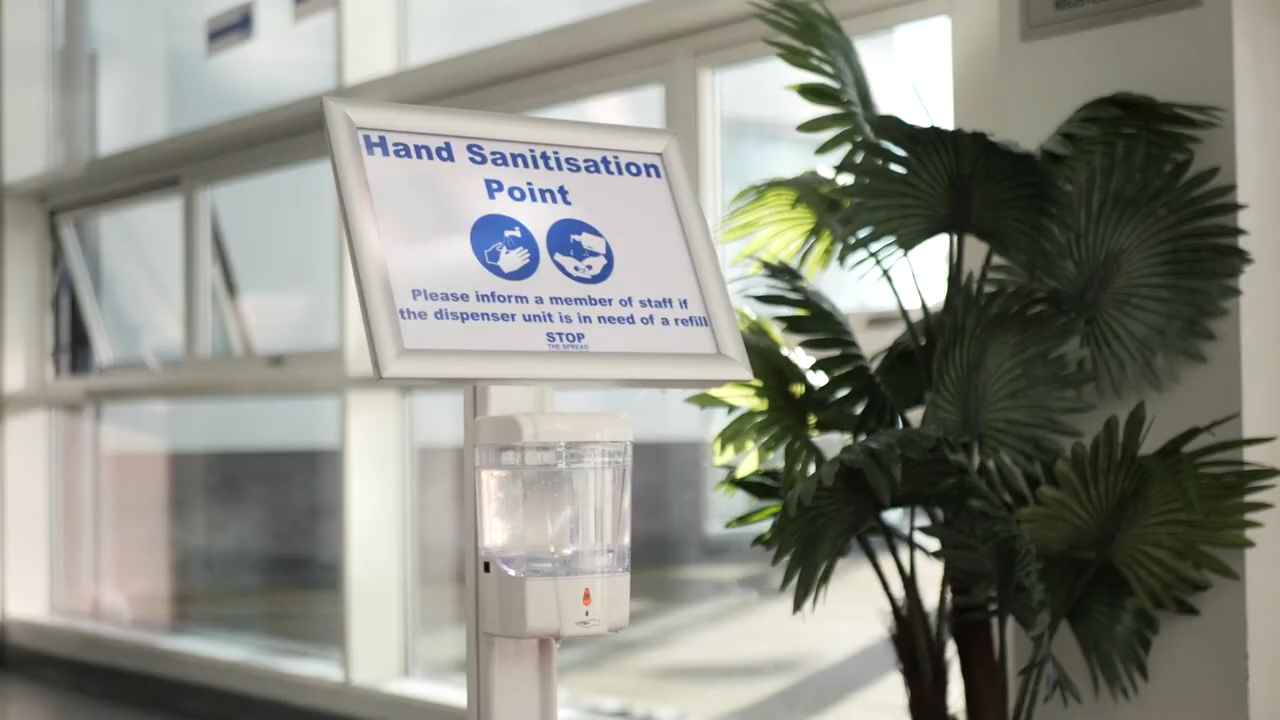 Hand Sanitisation
Point
Please inform a member of staff if
the dispenser unit is in need of a refill
STOP
THE SPREAD